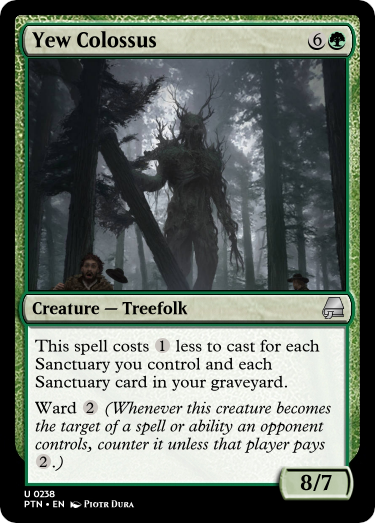 Yew Colossus 6
Creature — Treefolk
This spell costs 1 less to cast for each
Sanctuary you control and each
Sanctuary card in your graveyard.
Ward 2 (Whenever this creature becomes
the target of a spell or ability an opponent
controls, counter it unless that player pays
2.)
8/7
U 0238
PTN • EN Piotr Dura